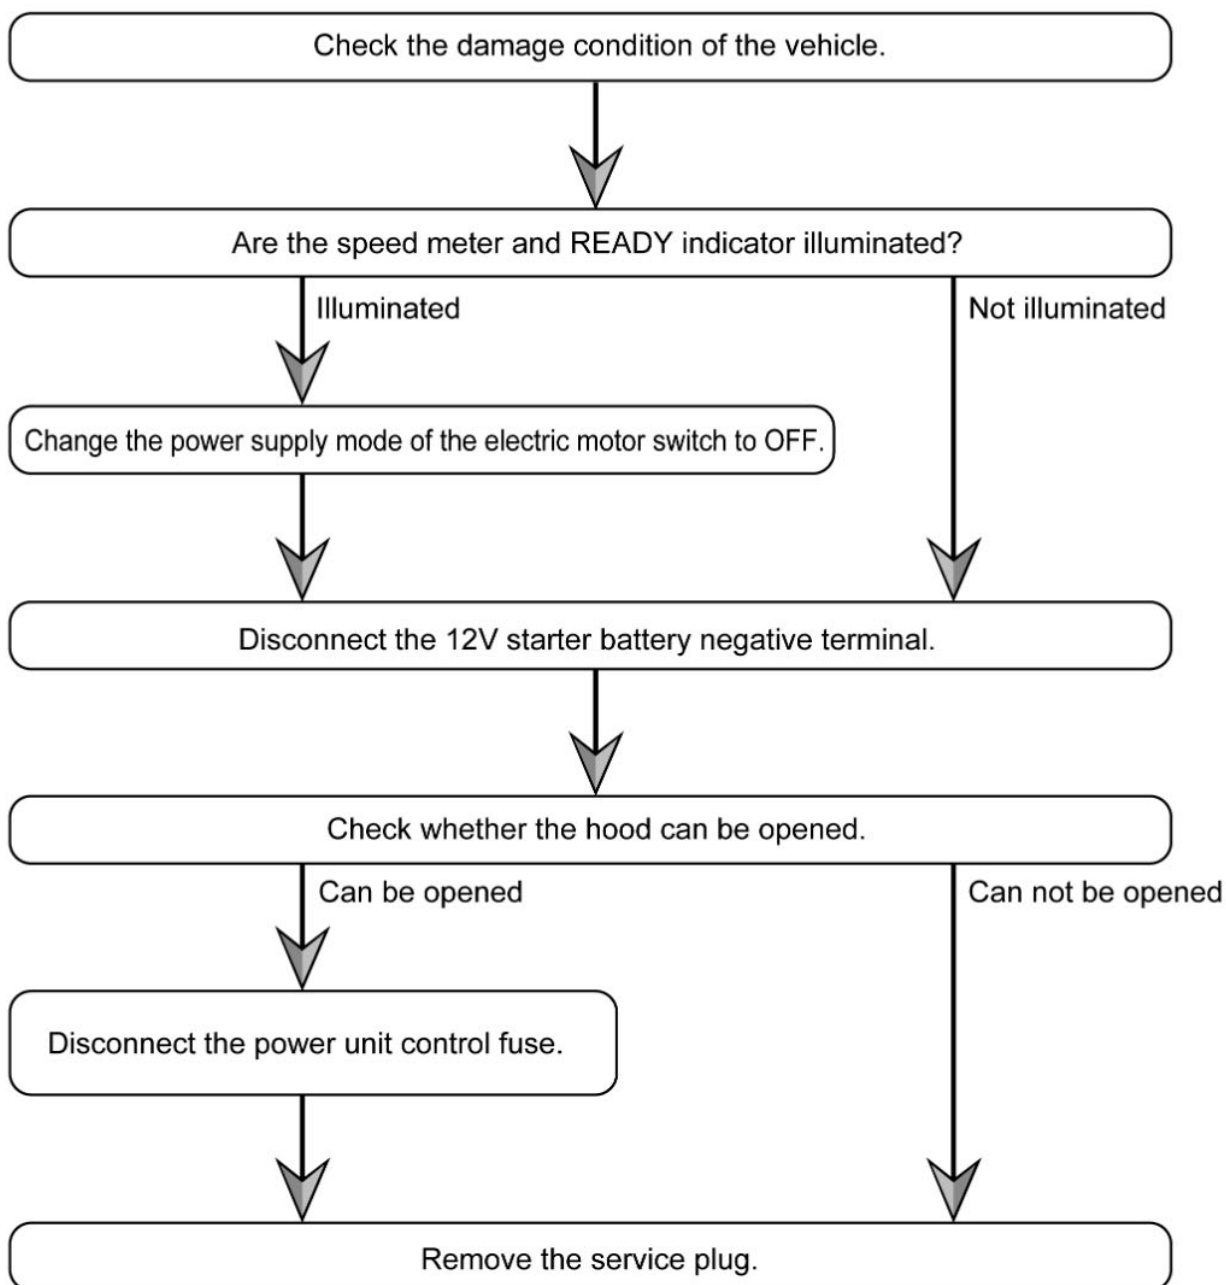 Check the damage condition of the vehicle.
Are the speed meter and READY indicator illuminated?
Illuminated
Not illuminated
Change the power supply mode of the electric motor switch to OFF.
Disconnect the 12V starter battery negative terminal.
Check whether the hood can be opened.
Can be opened
Can not be opened
Disconnect the power unit control fuse.
Remove the service plug.